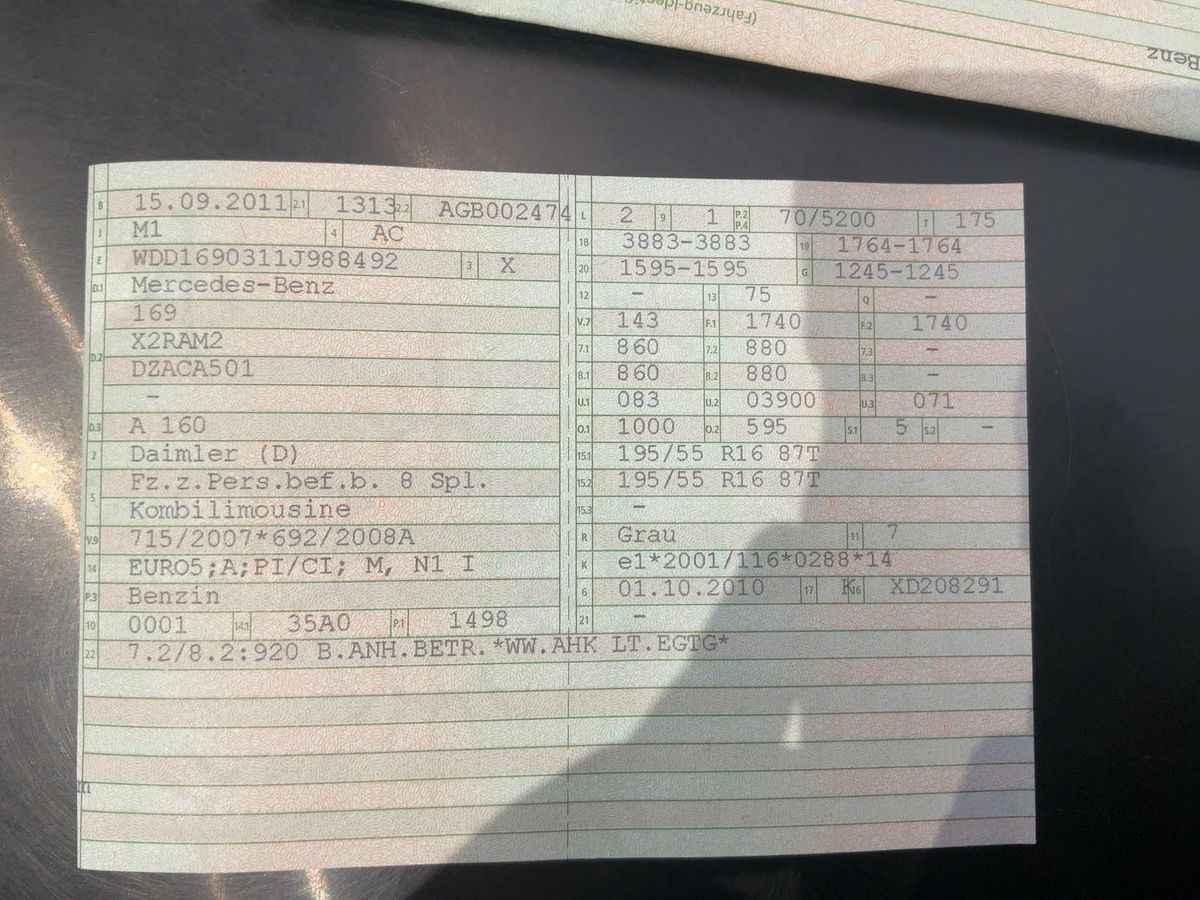 (Fahrzeug-Identi
Benz
B 15.09.2011 2.1 1313 2.2 AGB002474
J M1 4 AC
E WDD1690311J988492 3 X
D.1 Mercedes-Benz
169
D.2 X2RAM2
DZACA501
–
D.3 A 160
2 Daimler (D)
5 Fz.z.Pers.bef.b. 8 Spl.
Kombilimousine
V.9 715/2007*692/2008A
14 EURO5;A;PI/CI; M, N1 I
P.3 Benzin
10 0001 14.1 35A0 P.1 1498
L 2 9 1 P.2 P.4 70/5200 T 175
18 3883-3883 19 1764-1764
20 1595-1595 G 1245-1245
12 – 13 75 Q –
V.7 143 F.1 1740 F.2 1740
7.1 860 7.2 880 7.3 –
8.1 860 8.2 880 8.3 –
U.1 083 U.2 03900 U.3 071
O.1 1000 O.2 595 S.1 5 S.2 –
15.1 195/55 R16 87T
15.2 195/55 R16 87T
15.3 –
R Grau 11 7
K e1*2001/116*0288*14
6 01.10.2010 17 K 16 XD208291
21 –
22 7.2/8.2:920 B.ANH.BETR.*WW.AHK LT.EGTG*
m